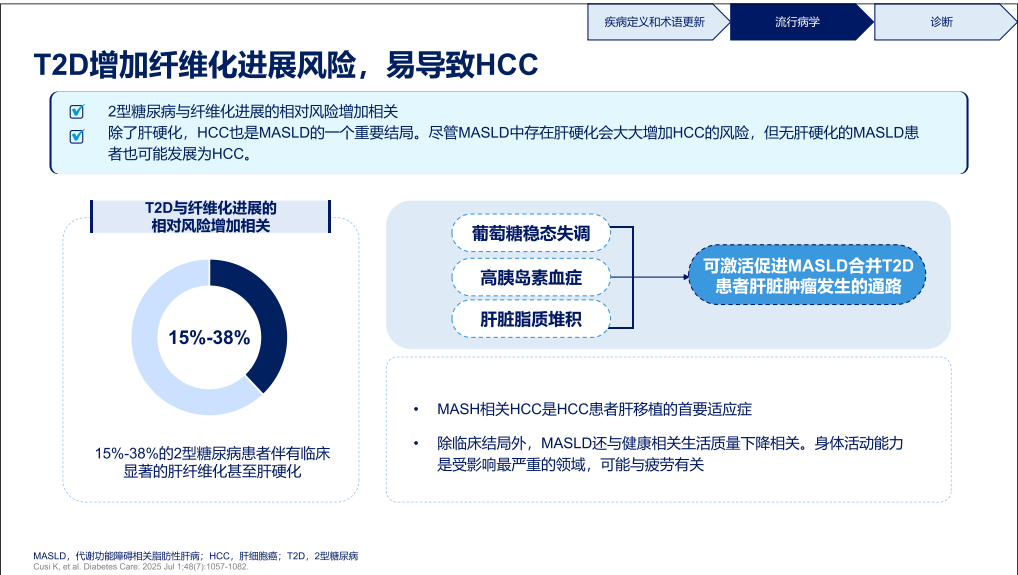 疾病定义和术语更新
流行病学
诊断
T2D增加纤维化进展风险，易导致HCC
2型糖尿病与纤维化进展的相对风险增加相关
除了肝硬化，HCC也是MASLD的一个重要结局。尽管MASLD中存在肝硬化会大大增加HCC的风险，但无肝硬化的MASLD患
者也可能发展为HCC。
T2D与纤维化进展的
相对风险增加相关
15%-38%
15%-38%的2型糖尿病患者伴有临床
显著的肝纤维化甚至肝硬化
葡萄糖稳态失调
高胰岛素血症
肝脏脂质堆积
可激活促进MASLD合并T2D
患者肝脏肿瘤发生的通路
• MASH相关HCC是HCC患者肝移植的首要适应症
• 除临床结局外，MASLD还与健康相关生活质量下降相关。身体活动能力
是受影响最严重的领域，可能与疲劳有关
MASLD，代谢功能障碍相关脂肪性肝病；HCC，肝细胞癌；T2D，2型糖尿病
Cusi K, et al. Diabetes Care. 2025 Jul 1;48(7):1057-1082.